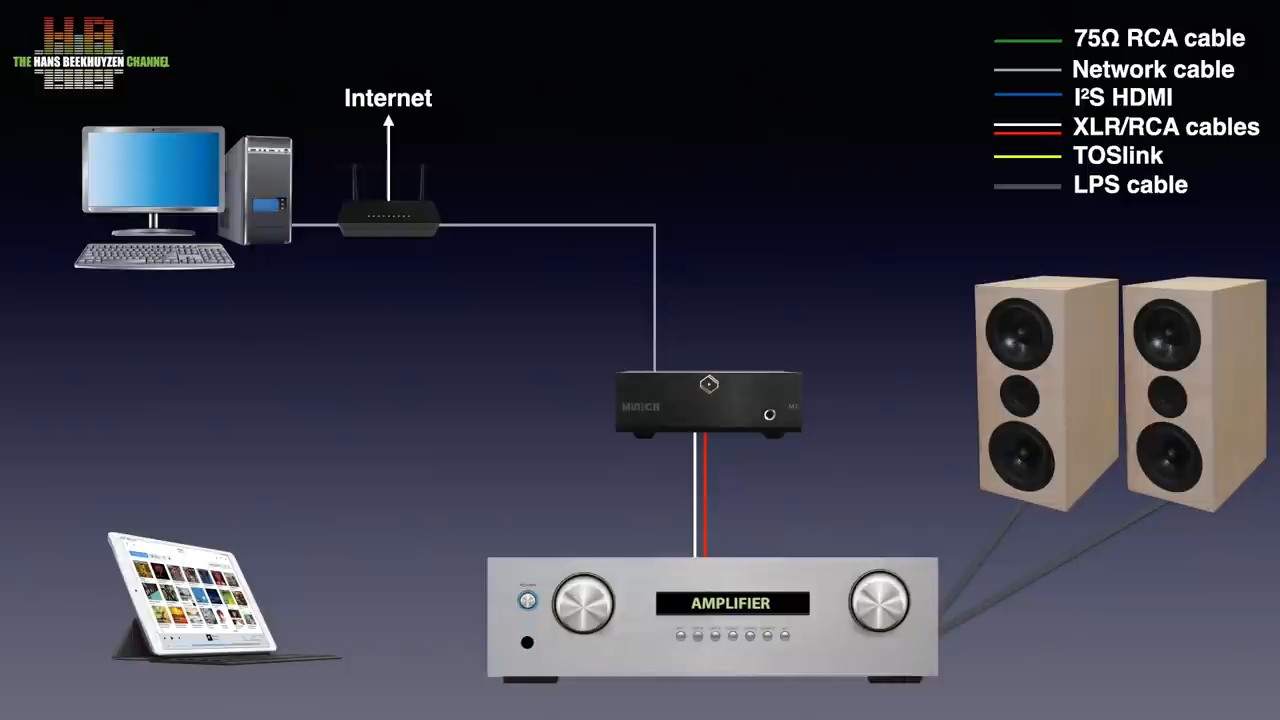 THE HANS BEEKHUYZEN CHANNEL
Internet
75Ω RCA cable
Network cable
I²S HDMI
XLR/RCA cables
TOSlink
LPS cable
AMPLIFIER